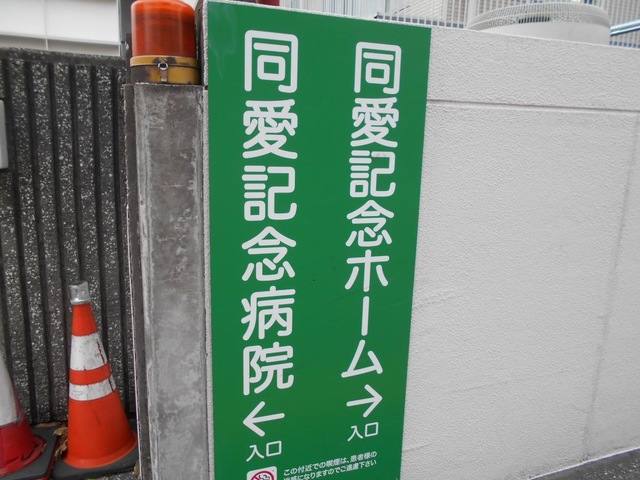 同愛記念ホーム→
入口
同愛記念病院←
入口
この付近での喫煙は、患者様の
迷惑になりますのでご遠慮下さい